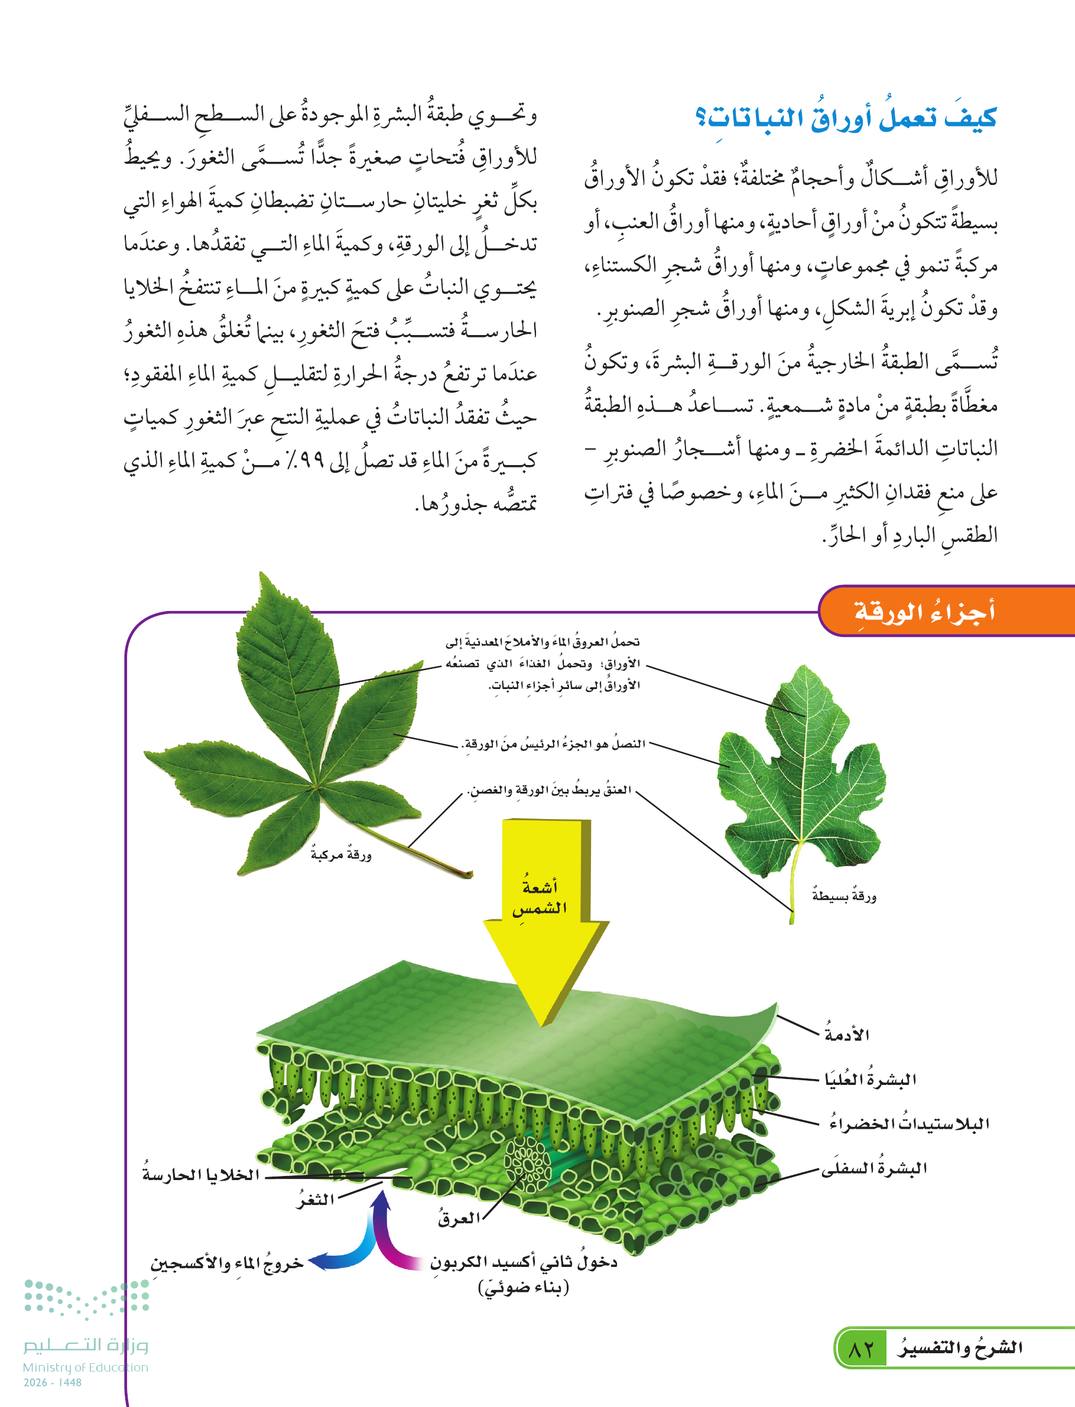 كيفَ تعملُ أوراقُ النباتاتِ؟
للأوراقِ أشكالٌ وأحجامٌ مختلفةٌ؛ فقدْ تكونُ الأوراقُ
بسيطةً تتكونُ منْ أوراقٍ أحاديةٍ، ومنها أوراقُ العنبِ، أو
مركبةً تنمو في مجموعاتٍ، ومنها أوراقُ شجرِ الكستناءِ،
وقدْ تكونُ إبريةَ الشكلِ، ومنها أوراقُ شجرِ الصنوبرِ.
تُسمَّى الطبقةُ الخارجيةُ منَ الورقةِ البشرةَ، وتكونُ
مغطَّاةً بطبقةٍ منْ مادةٍ شمعيةٍ. تساعدُ هذهِ الطبقةُ
النباتاتِ الدائمةَ الخضرةِ – ومنها أشجارُ الصنوبرِ –
على منعِ فقدانِ الكثيرِ منَ الماءِ، وخصوصًا في فتراتِ
الطقسِ الباردِ أو الحارِّ.
وتحوي طبقةُ البشرةِ الموجودةُ على السطحِ السفليِّ
للأوراقِ فُتحاتٍ صغيرةً جدًّا تُسمَّى الثغورَ. ويحيطُ
بكلِّ ثغرٍ خليتانِ حارستانِ تضبطانِ كميةَ الهواءِ التي
تدخلُ إلى الورقةِ، وكميةَ الماءِ التي تفقدُها. وعندَما
يحتوي النباتُ على كميةٍ كبيرةٍ منَ الماءِ تنتفخُ الخلايا
الحارسةُ فتسبِّبُ فتحَ الثغورِ، بينما تُغلقُ هذهِ الثغورُ
عندَما ترتفعُ درجةُ الحرارةِ لتقليلِ كميةِ الماءِ المفقودِ؛
حيثُ تفقدُ النباتاتُ في عمليةِ النتحِ عبرَ الثغورِ كمياتٍ
كبيرةً منَ الماءِ قد تصلُ إلى ٩٩٪ منْ كميةِ الماءِ الذي
تمتصُّه جذورُها.
أجزاءُ الورقةِ
تحملُ العروقُ الماءَ والأملاحَ المعدنيةَ إلى
الأوراقِ؛ وتحملُ الغذاءَ الذي تصنعُه
الأوراقُ إلى سائرِ أجزاءِ النباتِ.
النصلُ هو الجزءُ الرئيسُ منَ الورقةِ.
العنقُ يربطُ بينَ الورقةِ والغصنِ.
ورقةٌ مركبةٌ
ورقةٌ بسيطةٌ
أشعةُ
الشمسِ
الأدمةُ
البشرةُ العُليَا
البلاستيداتُ الخضراءُ
البشرةُ السفلَى
الخلايا الحارسةُ
الثغرُ
العرقُ
دخولُ ثاني أكسيد الكربونِ
(بناء ضوئيّ)
خروجُ الماءِ والأكسجينِ
الشرحُ والتفسيرُ
٨٢
وزارة التعليم
Ministry of Education
2026 - 1448